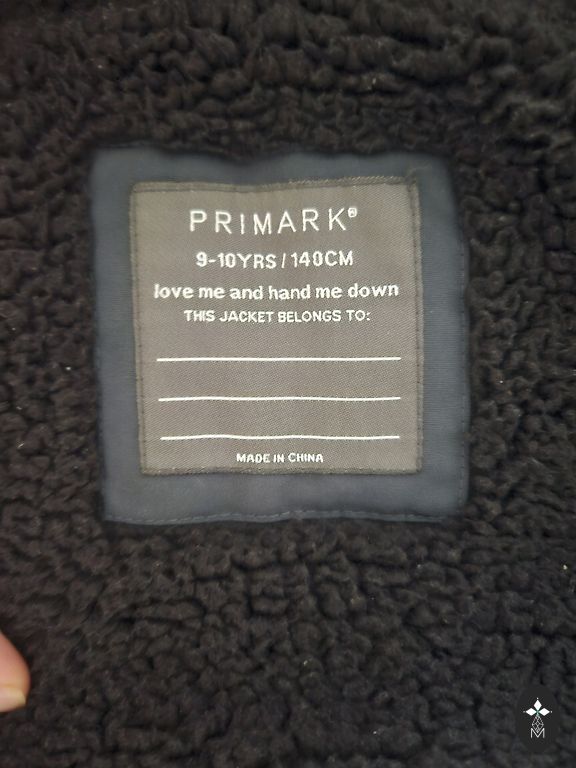 PRIMARK®
9-10YRS / 140CM
love me and hand me down
THIS JACKET BELONGS TO:
MADE IN CHINA
M